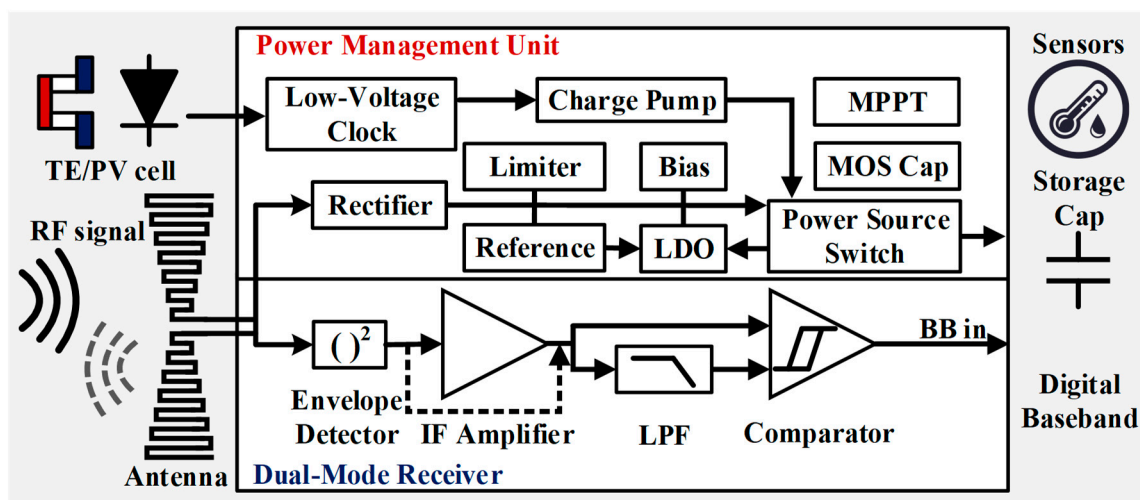 Power Management Unit
Low-Voltage
Clock
Charge Pump
MPPT
Limiter
Bias
MOS Cap
Rectifier
Reference
LDO
Power Source
Switch
TE/PV cell
RF signal
Antenna
( )²
Envelope
Detector
IF Amplifier
LPF
Comparator
BB in
Dual-Mode Receiver
Sensors
Storage
Cap
Digital
Baseband